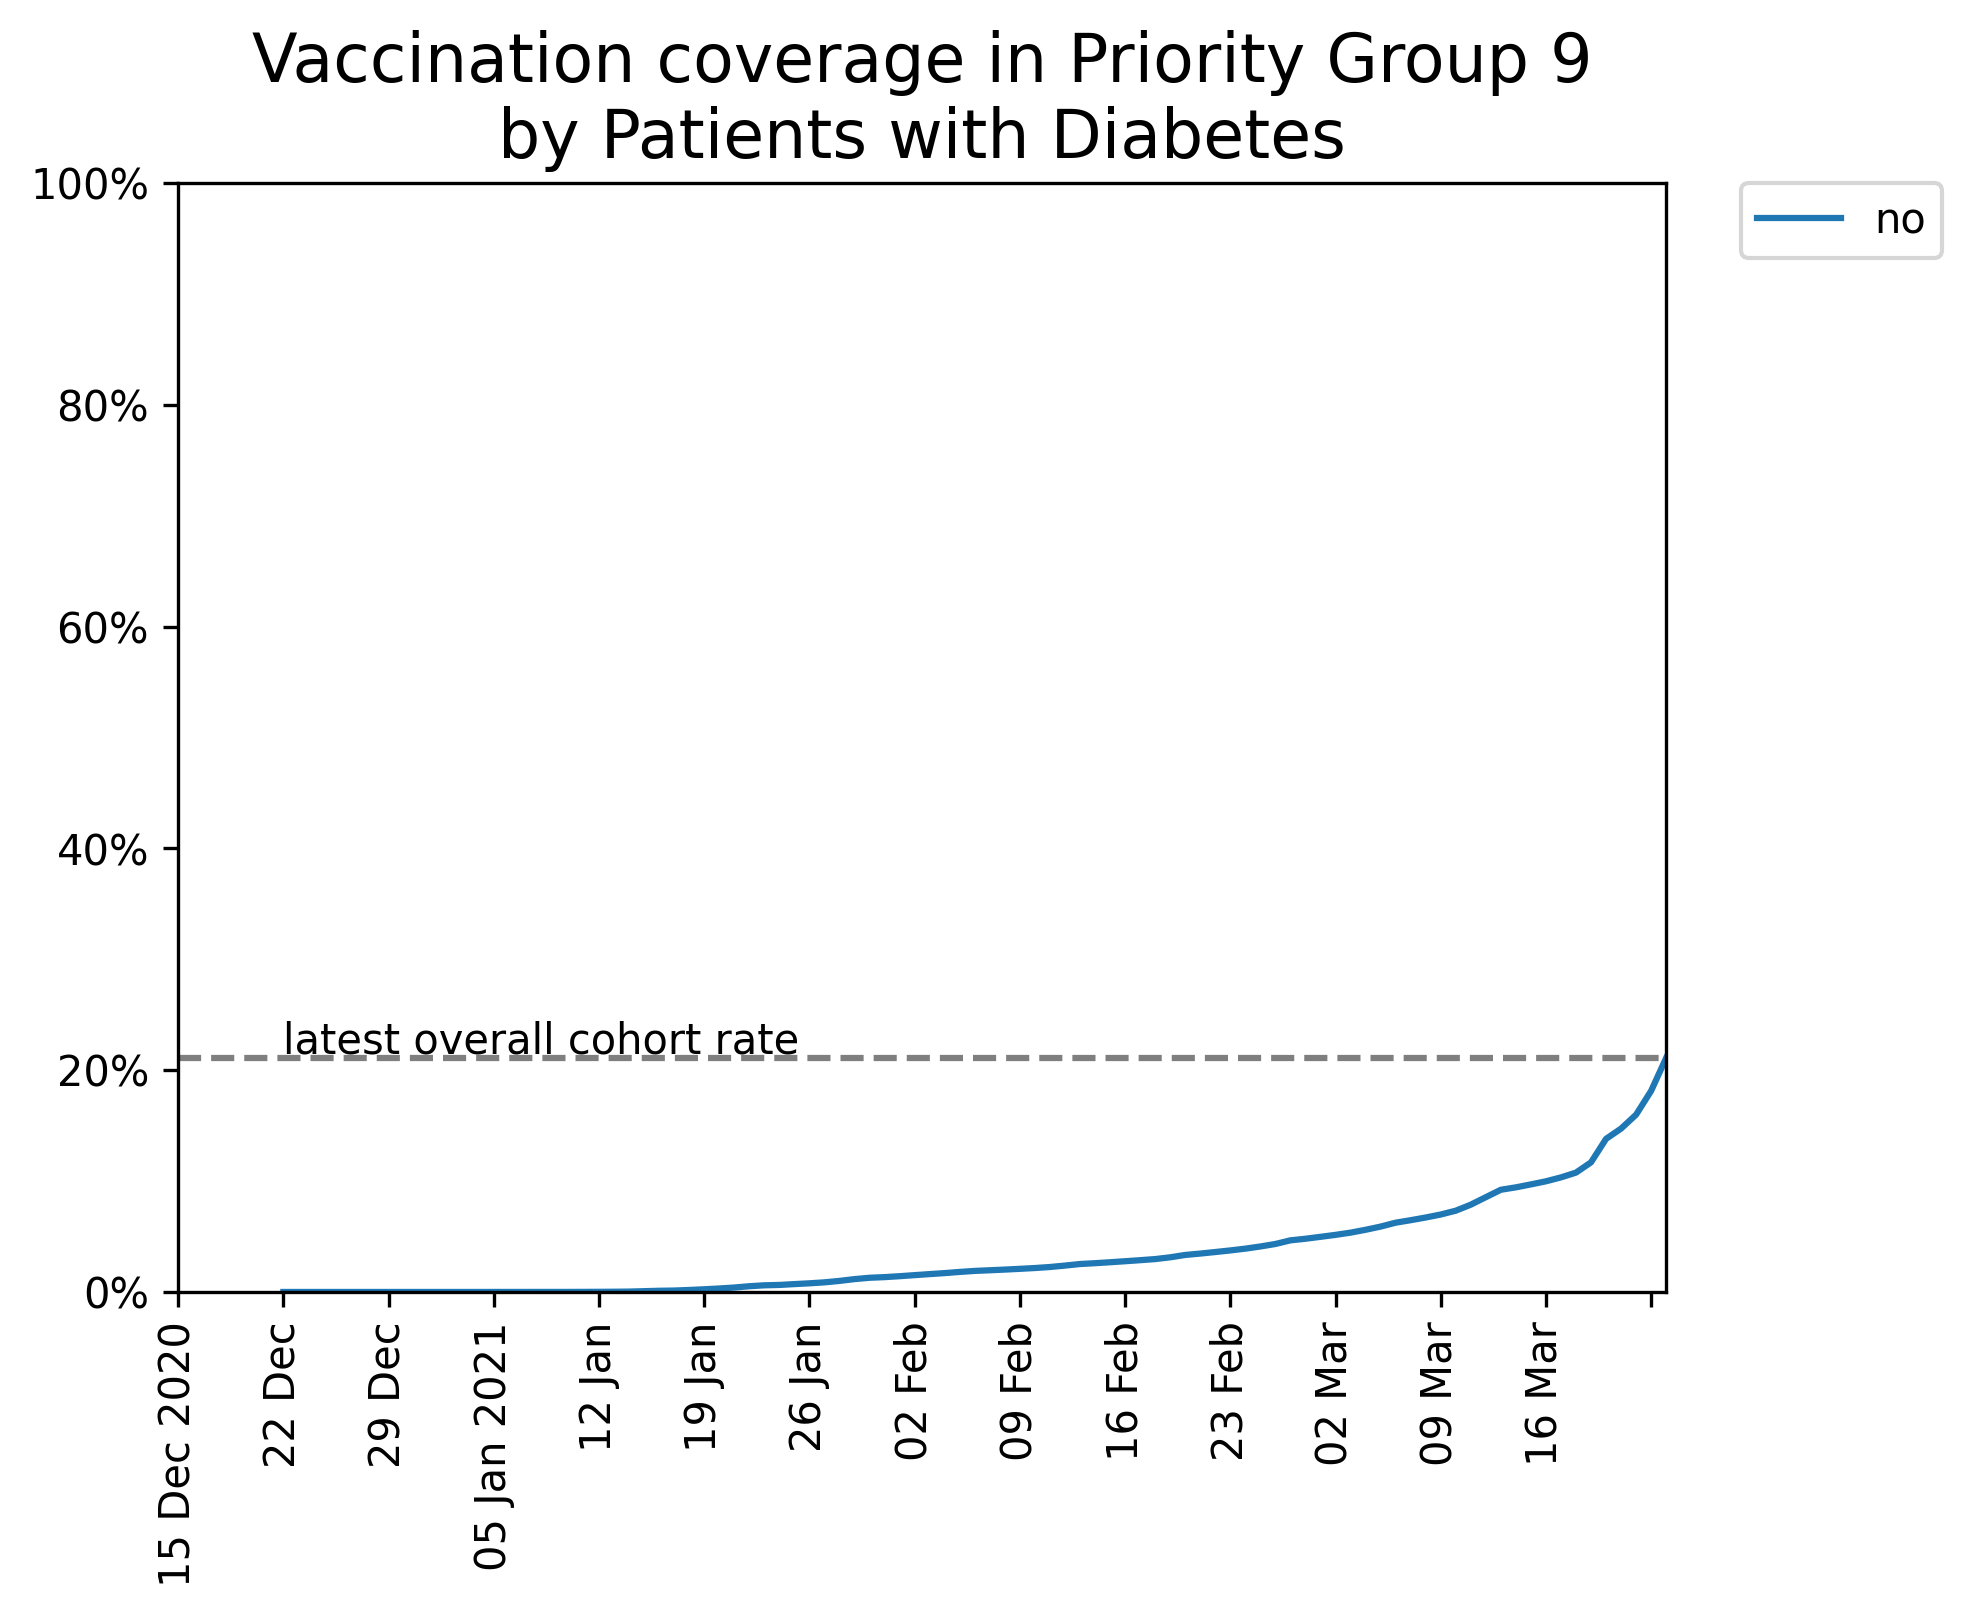 Vaccination coverage in Priority Group 9
by Patients with Diabetes
100%
80%
60%
40%
20%
0%
latest overall cohort rate
no
15 Dec 2020
22 Dec
29 Dec
05 Jan 2021
12 Jan
19 Jan
26 Jan
02 Feb
09 Feb
16 Feb
23 Feb
02 Mar
09 Mar
16 Mar